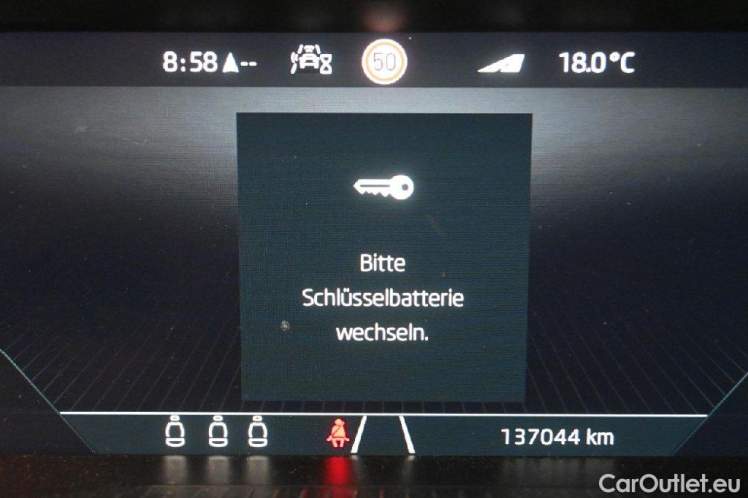 8:58 --
50
18.0°C
Bitte
Schlüsselbatterie
wechseln.
137044 km
CarOutlet.eu